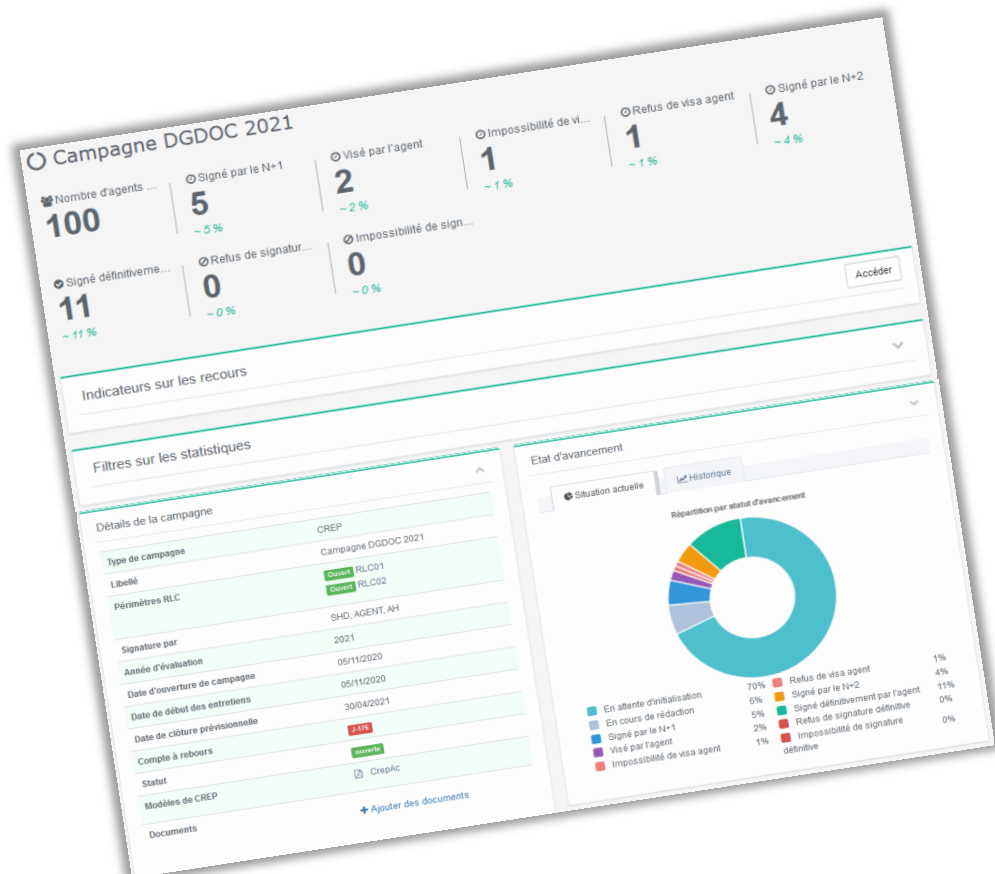 Campagne DGDOC 2021
Nombre d'agents ...
100
Signé par le N+1
5
~ 5 %
Visé par l'agent
2
~ 2 %
Impossibilité de vi...
1
~ 1 %
Refus de visa agent
1
~ 1 %
Signé par le N+2
4
~ 4 %
Signé définitiveme...
11
~ 11 %
Refus de signatur...
0
~ 0 %
Impossibilité de sign...
0
~ 0 %
Accéder
Indicateurs sur les recours
Filtres sur les statistiques
Détails de la campagne
Type de campagne CREP
Libellé Campagne DGDOC 2021
Périmètres RLC Ouvert RLC01
Ouvert RLC02
Signature par SHD, AGENT, AH
Année d'évaluation 2021
Date d'ouverture de campagne 05/11/2020
Date de début des entretiens 05/11/2020
Date de clôture prévisionnelle 30/04/2021
Compte à rebours J-176
Statut ouverte
Modèles de CREP CrepAc
Documents + Ajouter des documents
Etat d'avancement
Situation actuelle Historique
Répartition par statut d'avancement
En attente d'initialisation 70%
En cours de rédaction 6%
Signé par le N+1 5%
Visé par l'agent 2%
Impossibilité de visa agent 1%
Refus de visa agent 1%
Signé par le N+2 4%
Signé définitivement par l'agent 11%
Refus de signature définitive 0%
Impossibilité de signature 0%
définitive